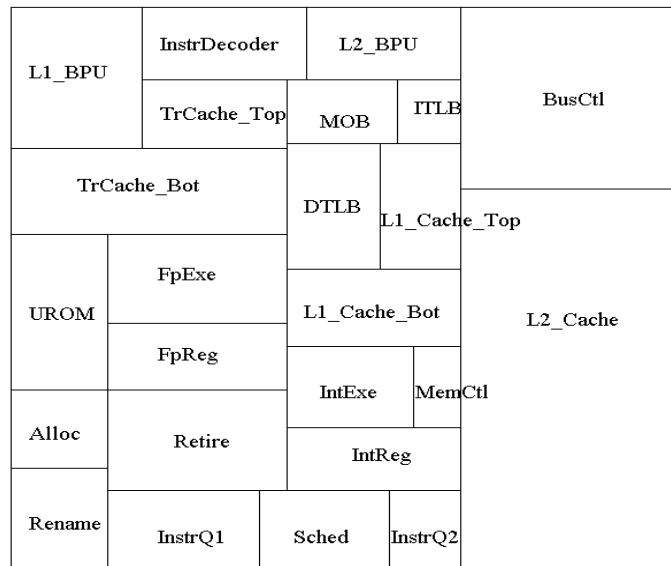 InstrDecoder
L2_BPU
L1_BPU
BusCtl
TrCache_Top
MOB
ITLB
TrCache_Bot
DTLB
L1_Cache_Top
FpExe
UROM
L1_Cache_Bot
L2_Cache
FpReg
IntExe
MemCtl
Alloc
Retire
IntReg
Rename
InstrQ1
Sched
InstrQ2